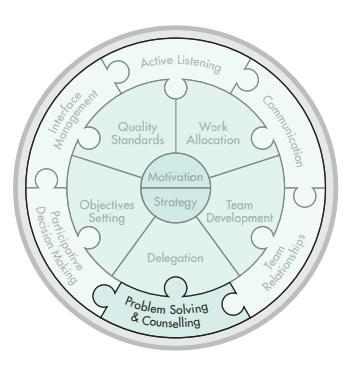 Active Listening
Communication
Team
Relationships
Problem Solving
& Counselling
Participative
Decision Making
Interface
Management
Quality
Standards
Work
Allocation
Team
Development
Delegation
Objectives
Setting
Motivation
Strategy